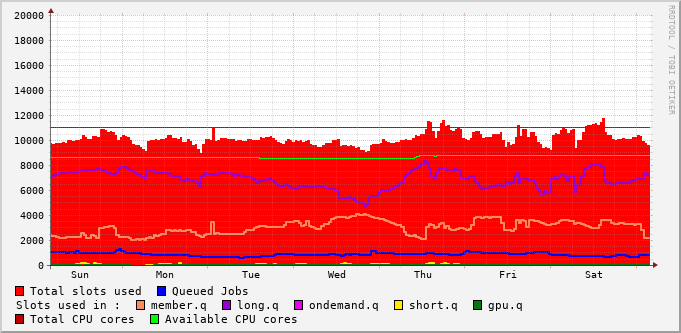 RRDTOOL / TOBI OETIKER
20000
18000
16000
14000
12000
10000
8000
6000
4000
2000
0
Sun Mon Tue Wed Thu Fri Sat
Total slots used Queued Jobs
Slots used in : member.q long.q ondemand.q short.q gpu.q
Total CPU cores Available CPU cores